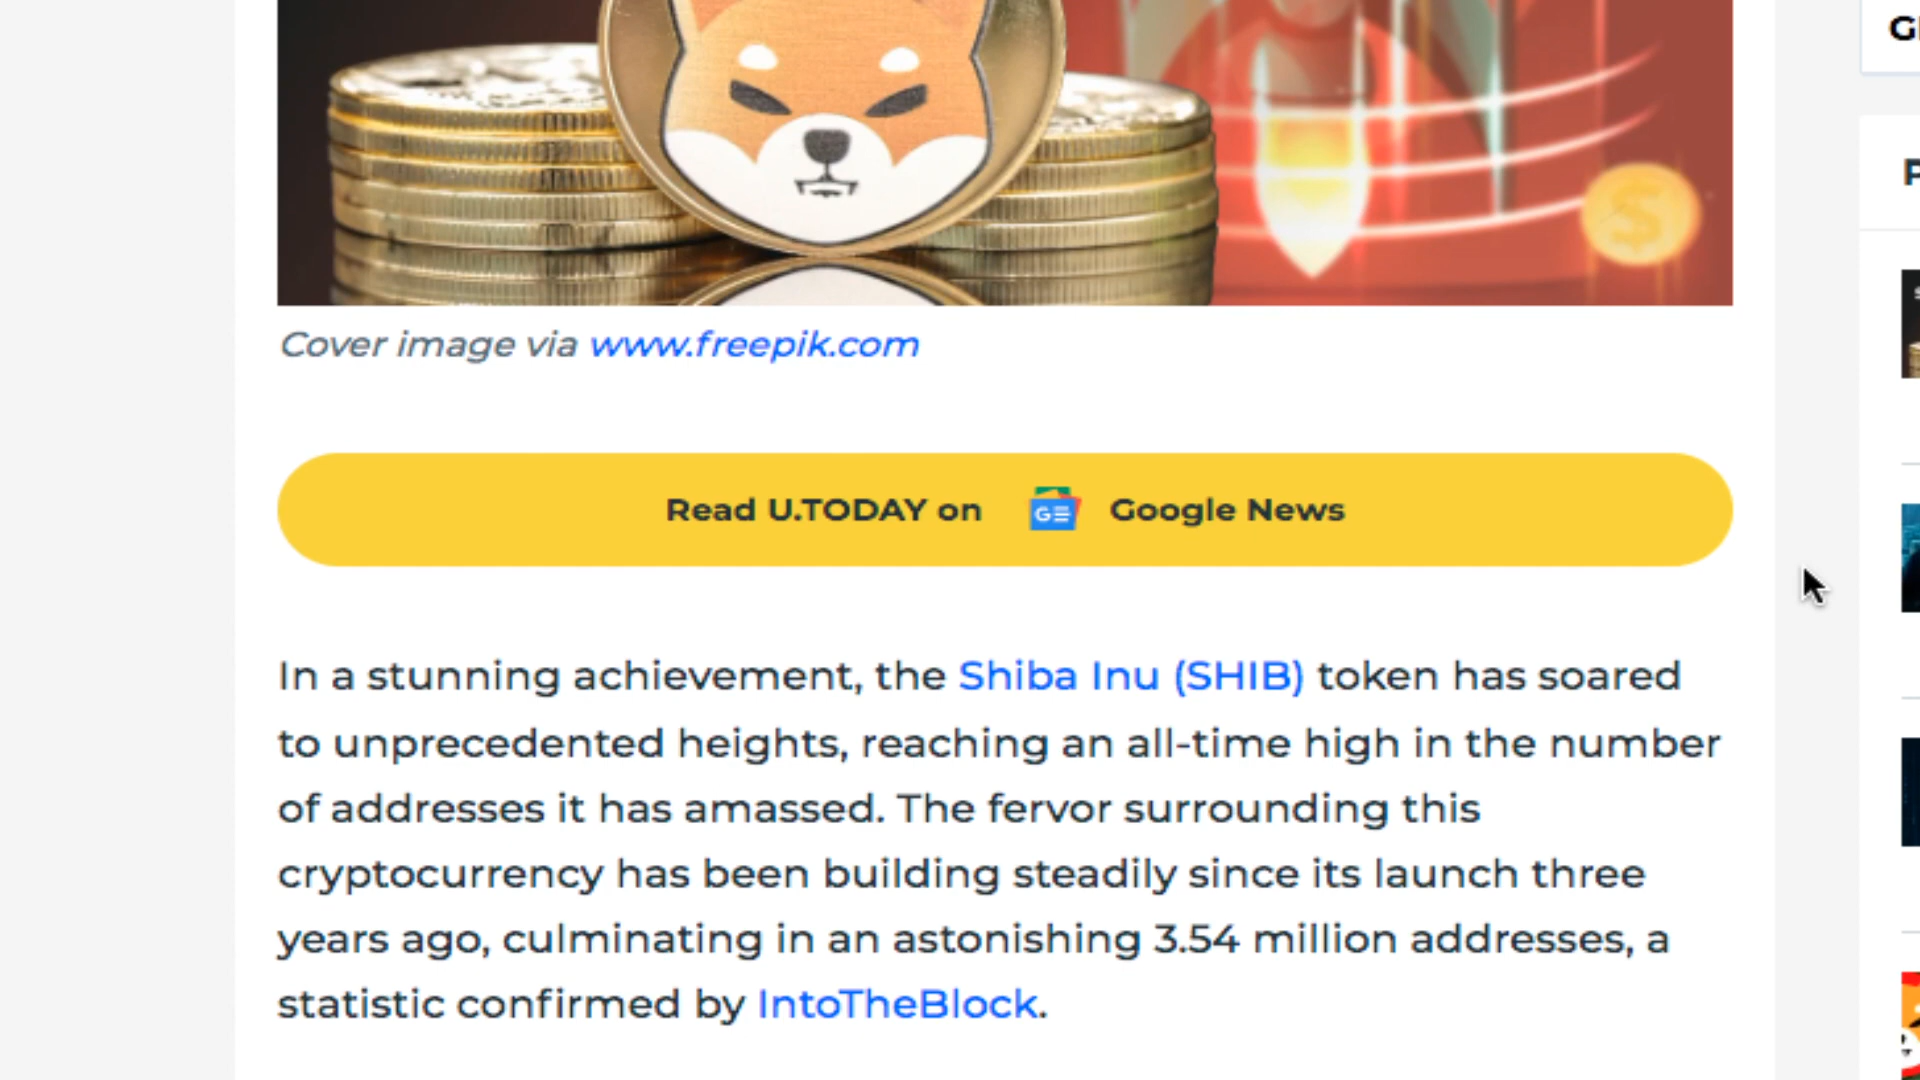 Cover image via www.freepik.com
Read U.TODAY on GE Google News
In a stunning achievement, the Shiba Inu (SHIB) token has soared
to unprecedented heights, reaching an all-time high in the number
of addresses it has amassed. The fervor surrounding this
cryptocurrency has been building steadily since its launch three
years ago, culminating in an astonishing 3.54 million addresses, a
statistic confirmed by IntoTheBlock.